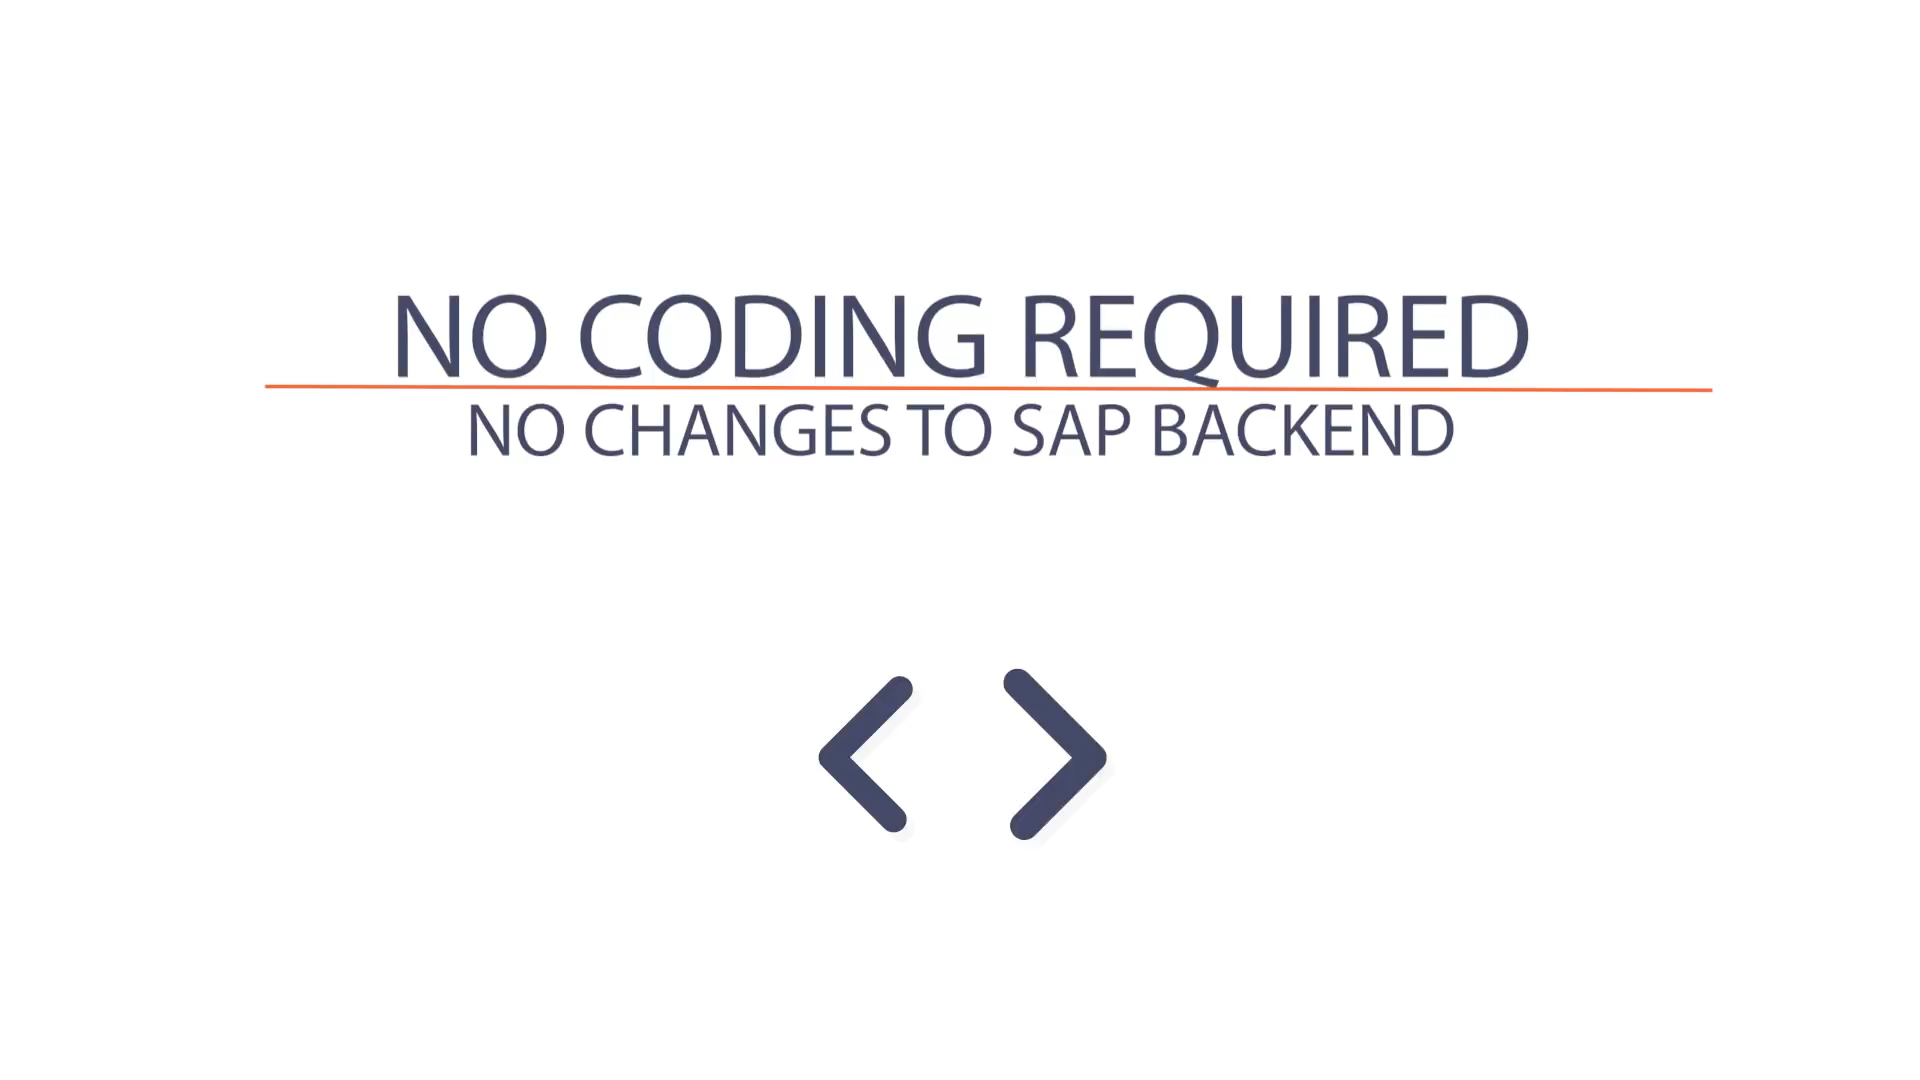 NO CODING REQUIRED
NO CHANGES TO SAP BACKEND